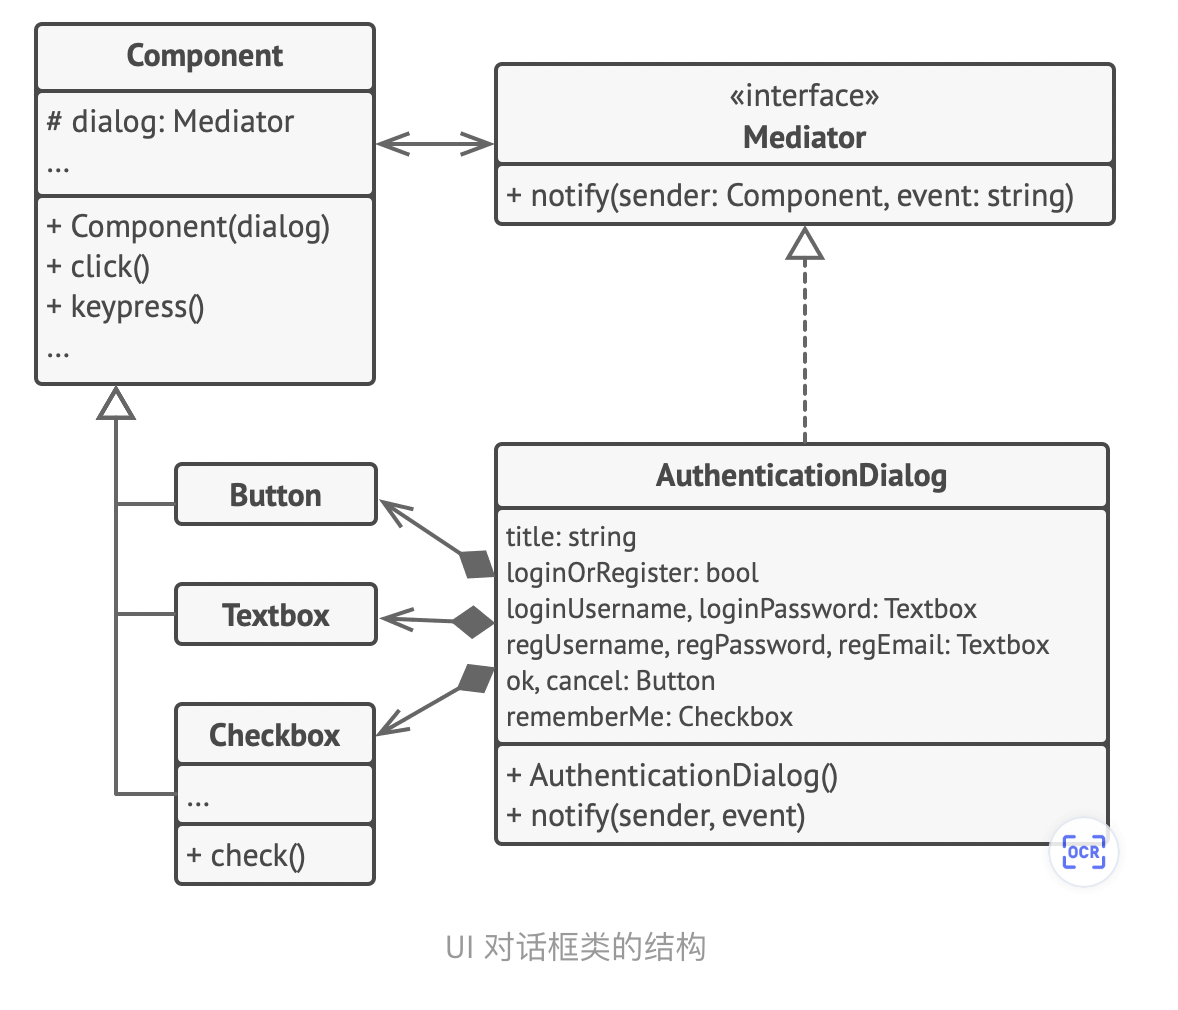 Component
# dialog: Mediator
...
+ Component(dialog)
+ click()
+ keypress()
...
«interface»
Mediator
+ notify(sender: Component, event: string)
Button
Textbox
Checkbox
...
+ check()
AuthenticationDialog
title: string
loginOrRegister: bool
loginUsername, loginPassword: Textbox
regUsername, regPassword, regEmail: Textbox
ok, cancel: Button
rememberMe: Checkbox
+ AuthenticationDialog()
+ notify(sender, event)
OCR
UI 对话框类的结构